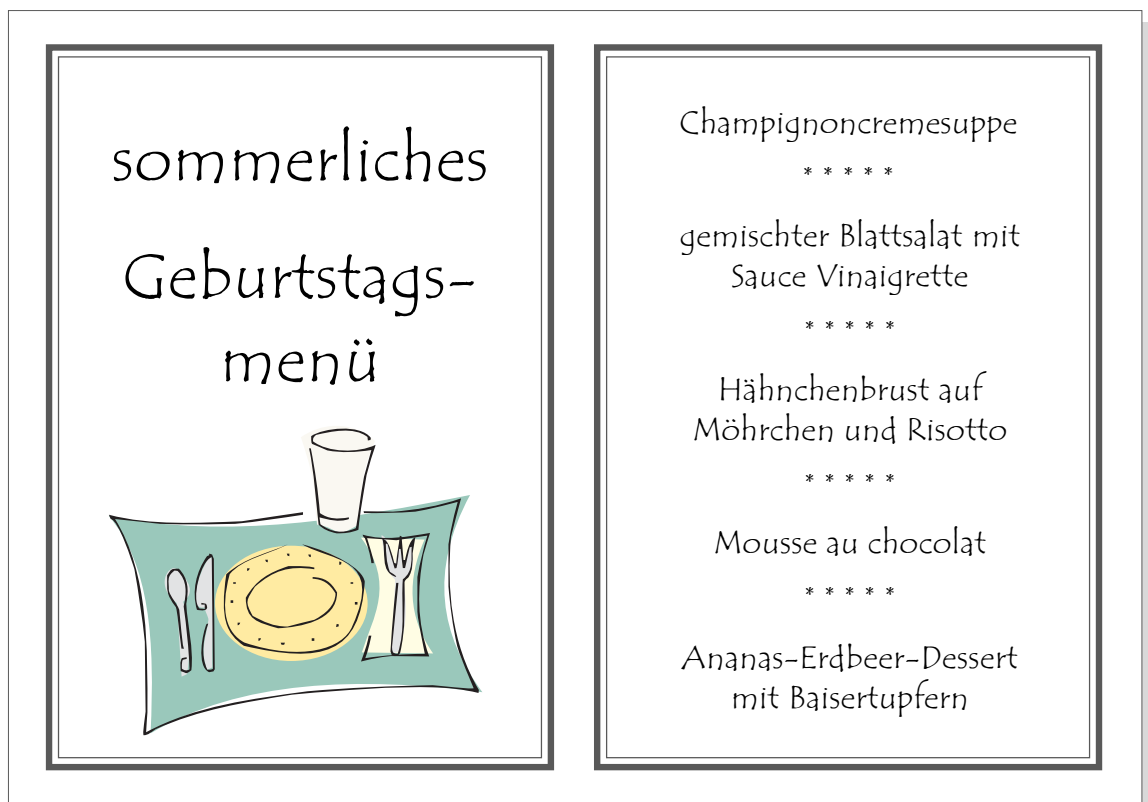 sommerliches
Geburtstags-
menü
Champignoncremesuppe
* * * * *
gemischter Blattsalat mit
Sauce Vinaigrette
* * * * *
Hähnchenbrust auf
Möhrchen und Risotto
* * * * *
Mousse au chocolat
* * * * *
Ananas-Erdbeer-Dessert
mit Baisertupfern